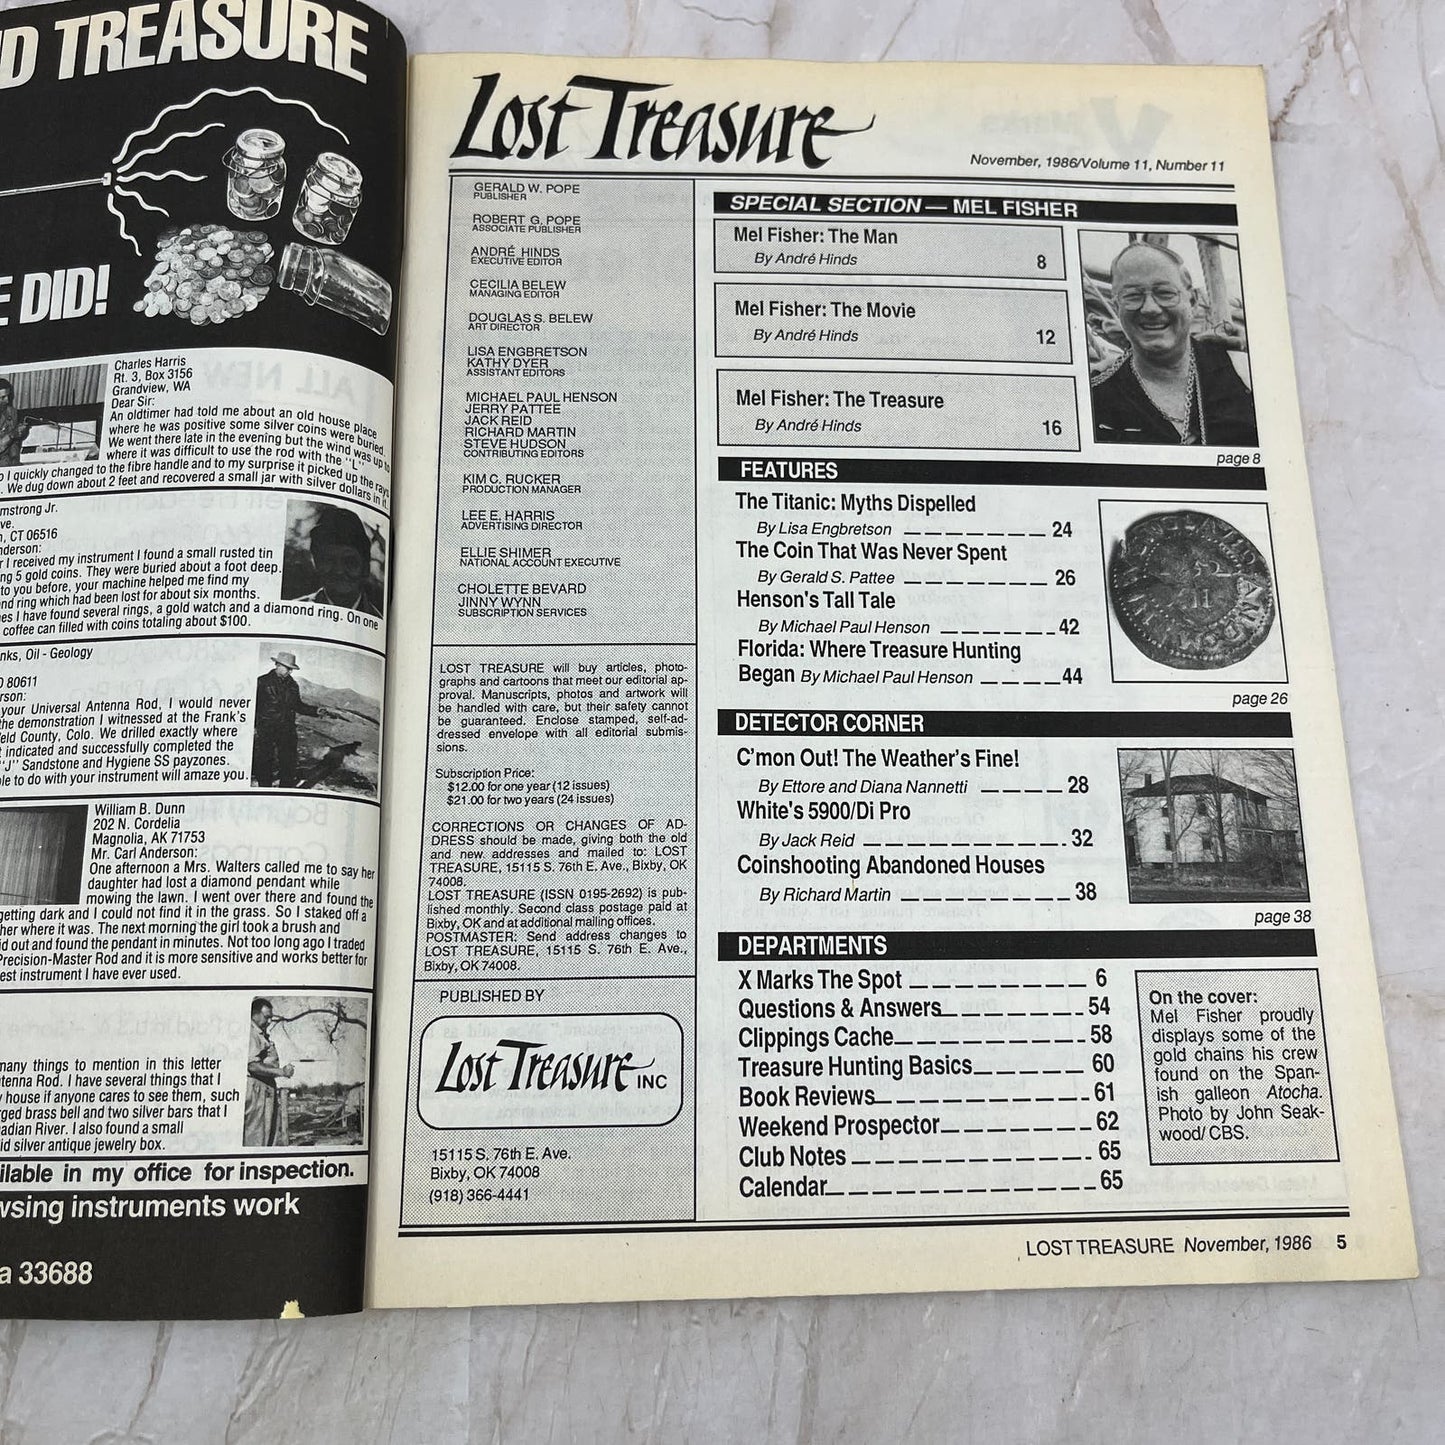 ND TREASURE
E DID!
Charles Harris
Rt. 3, Box 3156
Grandview, WA
Dear Sir:
An oldtimer had told me about an old house place
where he was positive some silver coins were buried.
We went there late in the evening but the wind was up to
where it was difficult to use the rod with the "L"
I quickly changed to the fibre handle and to my surprise it picked up the rays
We dug down about 2 feet and recovered a small jar with silver dollars in it.
mstrong Jr.
ve.
, CT 06516
nderson:
r I received my instrument I found a small rusted tin
ng 5 gold coins. They were buried about a foot deep.
to you before, your machine helped me find my
nd ring which had been lost for about six months.
es I have found several rings, a gold watch and a diamond ring. On one
coffee can filled with coins totaling about $100.
nks, Oil - Geology
O 80611
rson:
your Universal Antenna Rod, I would never
the demonstration I witnessed at the Frank's
eld County, Colo. We drilled exactly where
t indicated and successfully completed the
"J" Sandstone and Hygiene SS payzones.
le to do with your instrument will amaze you.
William B. Dunn
202 N. Cordelia
Magnolia, AK 71753
Mr. Carl Anderson:
One afternoon a Mrs. Walters called me to say her
daughter had lost a diamond pendant while
mowing the lawn. I went over there and found the
getting dark and I could not find it in the grass. So I staked off a
her where it was. The next morning the girl took a brush and
id out and found the pendant in minutes. Not too long ago I traded
Precision-Master Rod and it is more sensitive and works better for
est instrument I have ever used.
many things to mention in this letter
tenna Rod. I have several things that I
y house if anyone cares to see them, such
rged brass bell and two silver bars that I
adian River. I also found a small
id silver antique jewelry box.
ilable in my office for inspection.
wsing instruments work
a 33688
Lost Treasure
November, 1986/Volume 11, Number 11
GERALD W. POPE
PUBLISHER
ROBERT G. POPE
ASSOCIATE PUBLISHER
ANDRÉ HINDS
EXECUTIVE EDITOR
CECILIA BELEW
MANAGING EDITOR
DOUGLAS S. BELEW
ART DIRECTOR
LISA ENGBRETSON
KATHY DYER
ASSISTANT EDITORS
MICHAEL PAUL HENSON
JERRY PATTEE
JACK REID
RICHARD MARTIN
STEVE HUDSON
CONTRIBUTING EDITORS
KIM C. RUCKER
PRODUCTION MANAGER
LEE E. HARRIS
ADVERTISING DIRECTOR
ELLIE SHIMER
NATIONAL ACCOUNT EXECUTIVE
CHOLETTE BEVARD
JINNY WYNN
SUBSCRIPTION SERVICES
LOST TREASURE will buy articles, photo-
graphs and cartoons that meet our editorial ap-
proval. Manuscripts, photos and artwork will
be handled with care, but their safety cannot
be guaranteed. Enclose stamped, self-ad-
dressed envelope with all editorial submis-
sions.
Subscription Price:
$12.00 for one year (12 issues)
$21.00 for two years (24 issues)
CORRECTIONS OR CHANGES OF AD-
DRESS should be made, giving both the old
and new addresses and mailed to: LOST
TREASURE, 15115 S. 76th E. Ave., Bixby, OK
74008.
LOST TREASURE (ISSN 0195-2692) is pub-
lished monthly. Second class postage paid at
Bixby, OK and at additional mailing offices.
POSTMASTER: Send address changes to
LOST TREASURE, 15115 S. 76th E. Ave.,
Bixby, OK 74008.
PUBLISHED BY
Lost Treasure INC
15115 S. 76th E. Ave.
Bixby, OK 74008
(918) 366-4441
SPECIAL SECTION — MEL FISHER
Mel Fisher: The Man
By André Hinds 8
Mel Fisher: The Movie
By André Hinds 12
Mel Fisher: The Treasure
By André Hinds 16
page 8
FEATURES
The Titanic: Myths Dispelled
By Lisa Engbretson 24
The Coin That Was Never Spent
By Gerald S. Pattee 26
Henson's Tall Tale
By Michael Paul Henson 42
Florida: Where Treasure Hunting
Began By Michael Paul Henson 44
page 26
DETECTOR CORNER
C'mon Out! The Weather's Fine!
By Ettore and Diana Nannetti 28
White's 5900/Di Pro
By Jack Reid 32
Coinshooting Abandoned Houses
By Richard Martin 38
page 38
DEPARTMENTS
X Marks The Spot 6
Questions & Answers 54
Clippings Cache 58
Treasure Hunting Basics 60
Book Reviews 61
Weekend Prospector 62
Club Notes 65
Calendar 65
On the cover:
Mel Fisher proudly
displays some of the
gold chains his crew
found on the Span-
ish galleon Atocha.
Photo by John Seak-
wood/ CBS.
LOST TREASURE November, 1986 5